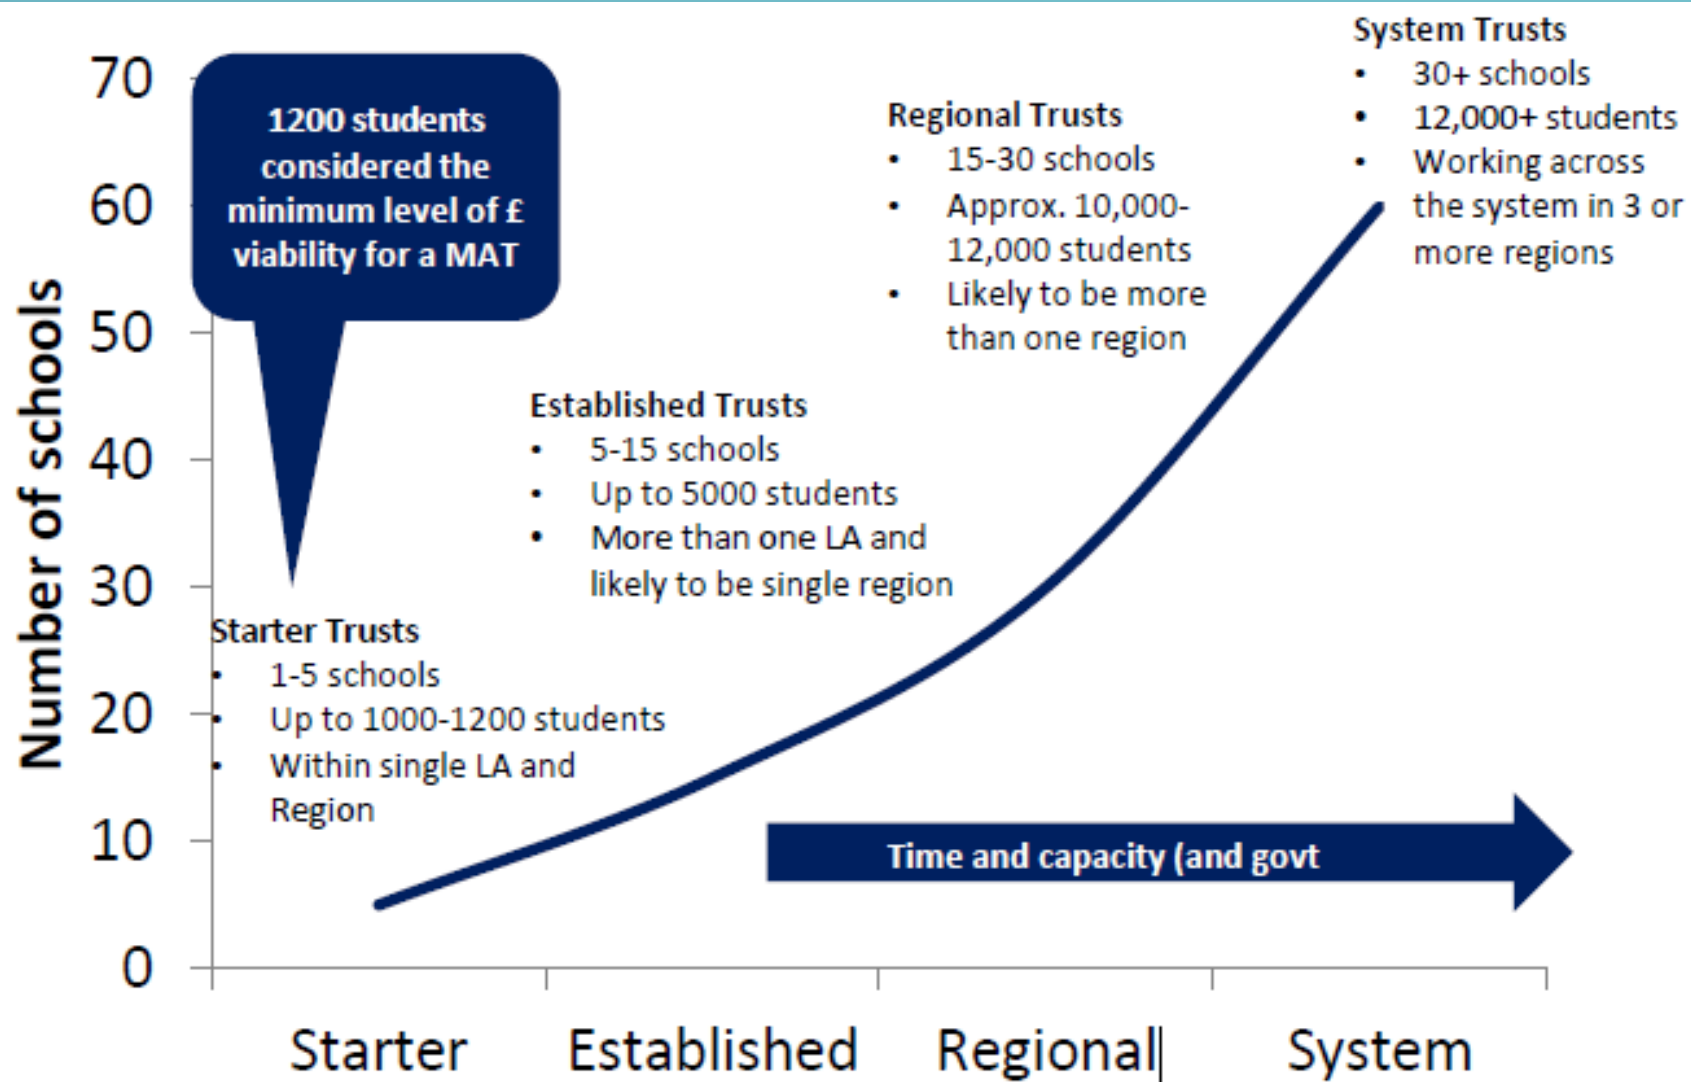 System Trusts
• 30+ schools
• 12,000+ students
• Working across
the system in 3 or
more regions
Regional Trusts
• 15-30 schools
• Approx. 10,000-
12,000 students
• Likely to be more
than one region
1200 students
considered the
minimum level of £
viability for a MAT
Established Trusts
• 5-15 schools
• Up to 5000 students
• More than one LA and
likely to be single region
Starter Trusts
• 1-5 schools
• Up to 1000-1200 students
• Within single LA and
Region
Time and capacity (and govt
Number of schools
70
60
50
40
30
20
10
0
Starter Established Regional System